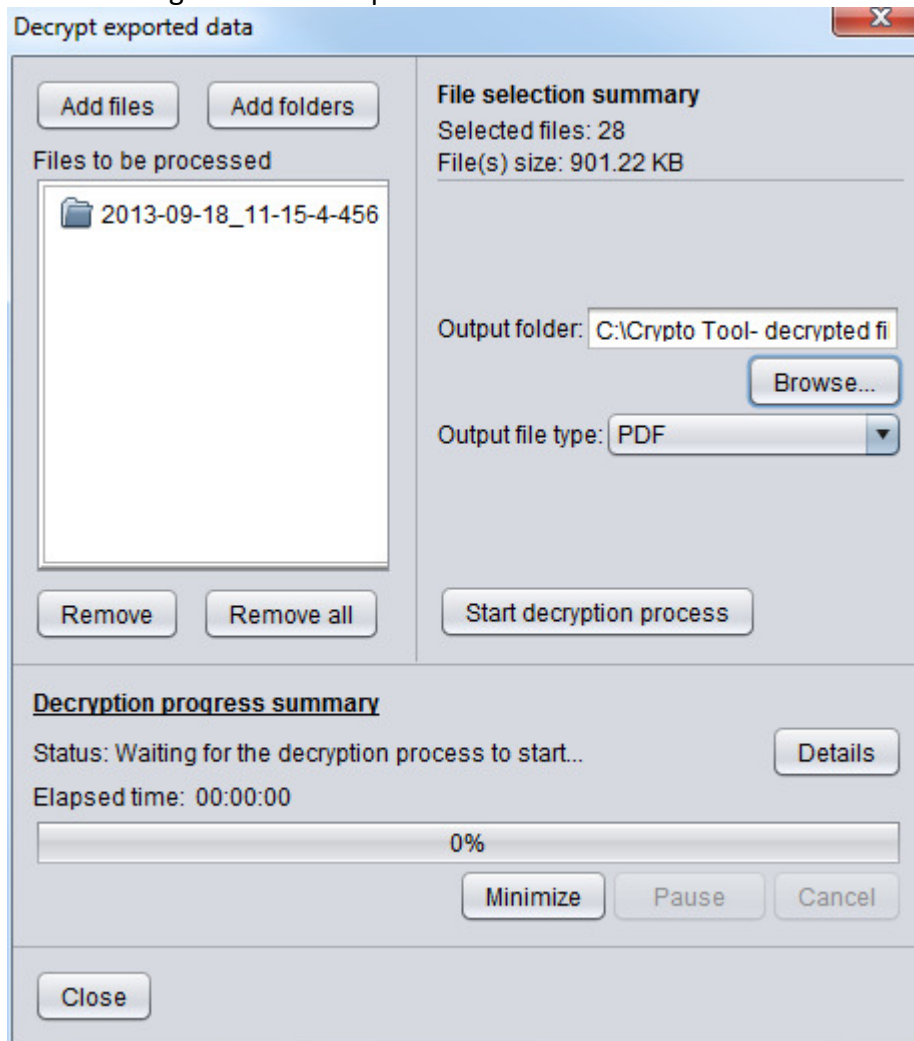 Decrypt exported data
Add files Add folders
Files to be processed
2013-09-18_11-15-4-456
Remove Remove all
File selection summary
Selected files: 28
File(s) size: 901.22 KB
Output folder: C:\Crypto Tool- decrypted fi
Browse...
Output file type: PDF
Start decryption process
Decryption progress summary
Status: Waiting for the decryption process to start...
Details
Elapsed time: 00:00:00
0%
Minimize Pause Cancel
Close